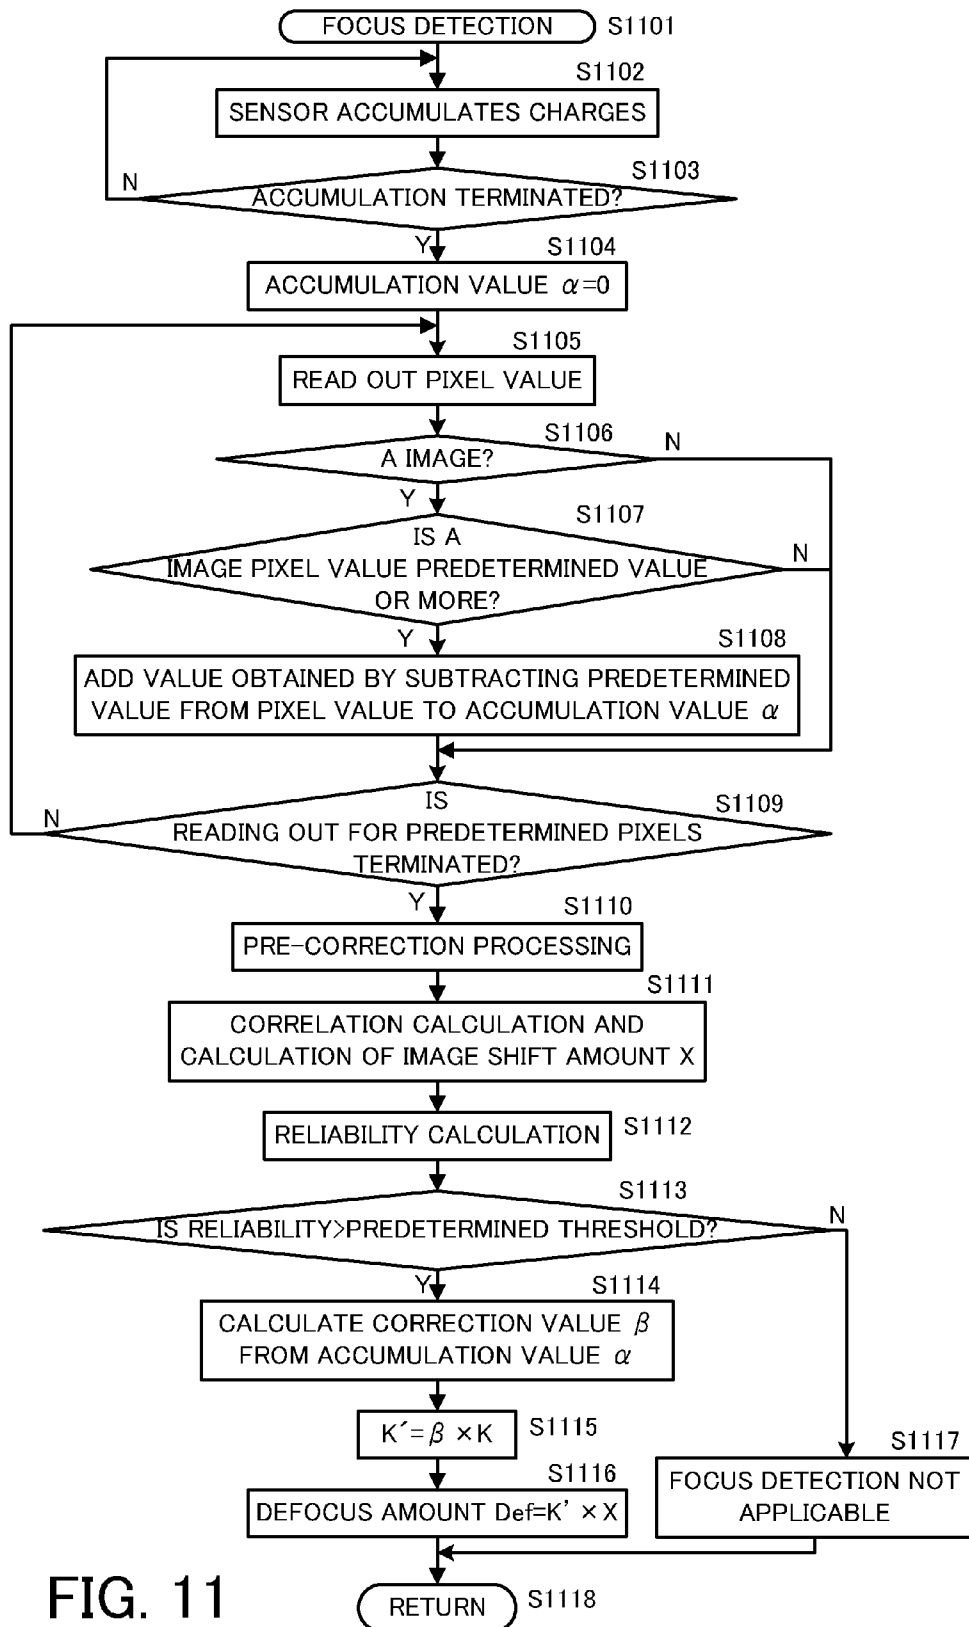 FOCUS DETECTION S1101
S1102
SENSOR ACCUMULATES CHARGES
S1103
N
ACCUMULATION TERMINATED?
Y
S1104
ACCUMULATION VALUE α=0
S1105
READ OUT PIXEL VALUE
S1106
N
A IMAGE?
Y
S1107
IS A
N
IMAGE PIXEL VALUE PREDETERMINED VALUE
OR MORE?
Y
S1108
ADD VALUE OBTAINED BY SUBTRACTING PREDETERMINED
VALUE FROM PIXEL VALUE TO ACCUMULATION VALUE α
IS
S1109
N
READING OUT FOR PREDETERMINED PIXELS
TERMINATED?
Y
S1110
PRE-CORRECTION PROCESSING
S1111
CORRELATION CALCULATION AND
CALCULATION OF IMAGE SHIFT AMOUNT X
RELIABILITY CALCULATION S1112
S1113
N
IS RELIABILITY>PREDETERMINED THRESHOLD?
Y
S1114
CALCULATE CORRECTION VALUE β
FROM ACCUMULATION VALUE α
K´=β×K S1115
S1116
DEFOCUS AMOUNT Def=K'×X
S1117
FOCUS DETECTION NOT
APPLICABLE
RETURN S1118
FIG. 11